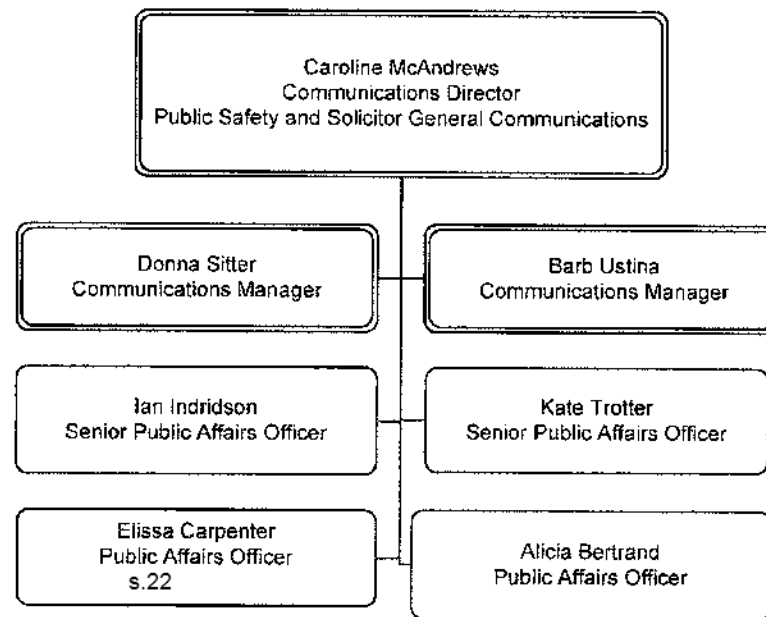 Caroline McAndrews
Communications Director
Public Safety and Solicitor General Communications
Donna Sitter
Communications Manager
Barb Ustina
Communications Manager
Ian Indridson
Senior Public Affairs Officer
Kate Trotter
Senior Public Affairs Officer
Elissa Carpenter
Public Affairs Officer
s.22
Alicia Bertrand
Public Affairs Officer